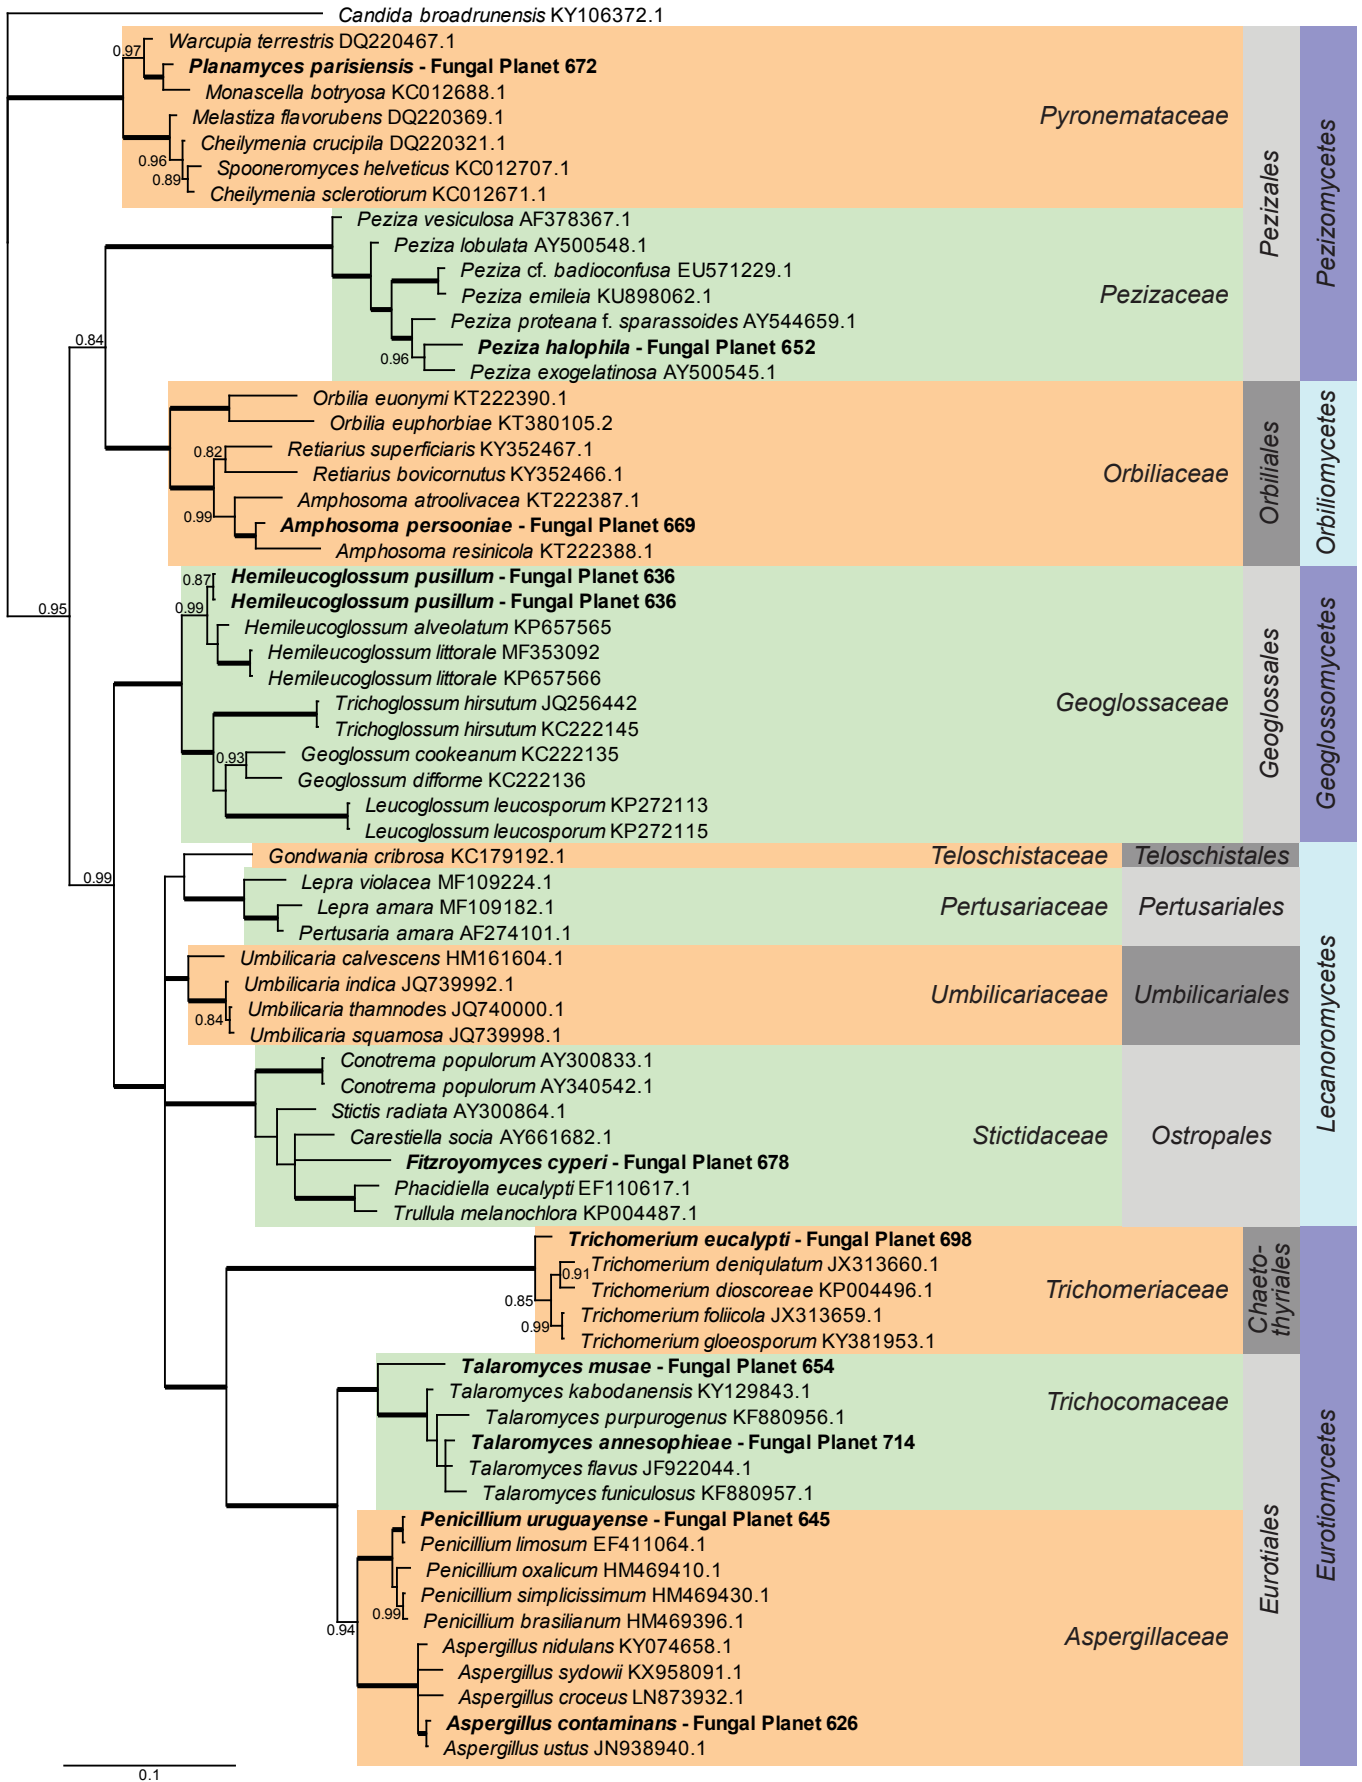 Candida broadrunensis KY106372.1
Warcupia terrestris DQ220467.1
0.97
Planamyces parisiensis - Fungal Planet 672
Monascella botryosa KC012688.1
Melastiza flavorubens DQ220369.1
Pyronemataceae
Cheilymenia crucipila DQ220321.1
0.96
Spooneromyces helveticus KC012707.1
0.89
Cheilymenia sclerotiorum KC012671.1
Pezizales
Pezizomycetes
Peziza vesiculosa AF378367.1
Peziza lobulata AY500548.1
Peziza cf. badioconfusa EU571229.1
Peziza emileia KU898062.1
Pezizaceae
Peziza proteana f. sparassoides AY544659.1
0.84
Peziza halophila - Fungal Planet 652
0.96
Peziza exogelatinosa AY500545.1
Orbilia euonymi KT222390.1
Orbilia euphorbiae KT380105.2
Retiarius superficiaris KY352467.1
0.82
Retiarius bovicornutus KY352466.1
Orbiliaceae
Orbiliales
Orbiliomycetes
Amphosoma atroolivacea KT222387.1
0.99
Amphosoma persooniae - Fungal Planet 669
Amphosoma resinicola KT222388.1
0.87
Hemileucoglossum pusillum - Fungal Planet 636
Hemileucoglossum pusillum - Fungal Planet 636
0.99
0.95
Hemileucoglossum alveolatum KP657565
Hemileucoglossum littorale MF353092
Hemileucoglossum littorale KP657566
Trichoglossum hirsutum JQ256442
Geoglossaceae
Geoglossales
Geoglossomycetes
Trichoglossum hirsutum KC222145
Geoglossum cookeanum KC222135
0.93
Geoglossum difforme KC222136
Leucoglossum leucosporum KP272113
Leucoglossum leucosporum KP272115
Gondwania cribrosa KC179192.1
Teloschistaceae
Teloschistales
0.99
Lepra violacea MF109224.1
Lepra amara MF109182.1
Pertusariaceae
Pertusariales
Pertusaria amara AF274101.1
Umbilicaria calvescens HM161604.1
Umbilicaria indica JQ739992.1
Umbilicariaceae
Umbilicariales
Umbilicaria thamnodes JQ740000.1
0.84
Umbilicaria squamosa JQ739998.1
Lecanoromycetes
Conotrema populorum AY300833.1
Conotrema populorum AY340542.1
Stictis radiata AY300864.1
Carestiella socia AY661682.1
Stictidaceae
Ostropales
Fitzroyomyces cyperi - Fungal Planet 678
Phacidiella eucalypti EF110617.1
Trullula melanochlora KP004487.1
Trichomerium eucalypti - Fungal Planet 698
Trichomerium deniqulatum JX313660.1
0.91
Trichomerium dioscoreae KP004496.1
Trichomeriaceae
Chaeto-
thyriales
0.85
Trichomerium foliicola JX313659.1
0.99
Trichomerium gloeosporum KY381953.1
Talaromyces musae - Fungal Planet 654
Talaromyces kabodanensis KY129843.1
Trichocomaceae
Talaromyces purpurogenus KF880956.1
Talaromyces annesophieae - Fungal Planet 714
Talaromyces flavus JF922044.1
Talaromyces funiculosus KF880957.1
Eurotiomycetes
Penicillium uruguayense - Fungal Planet 645
Penicillium limosum EF411064.1
Penicillium oxalicum HM469410.1
Eurotiales
Penicillium simplicissimum HM469430.1
0.99
Penicillium brasilianum HM469396.1
0.94
Aspergillaceae
Aspergillus nidulans KY074658.1
Aspergillus sydowii KX958091.1
Aspergillus croceus LN873932.1
Aspergillus contaminans - Fungal Planet 626
Aspergillus ustus JN938940.1
0.1